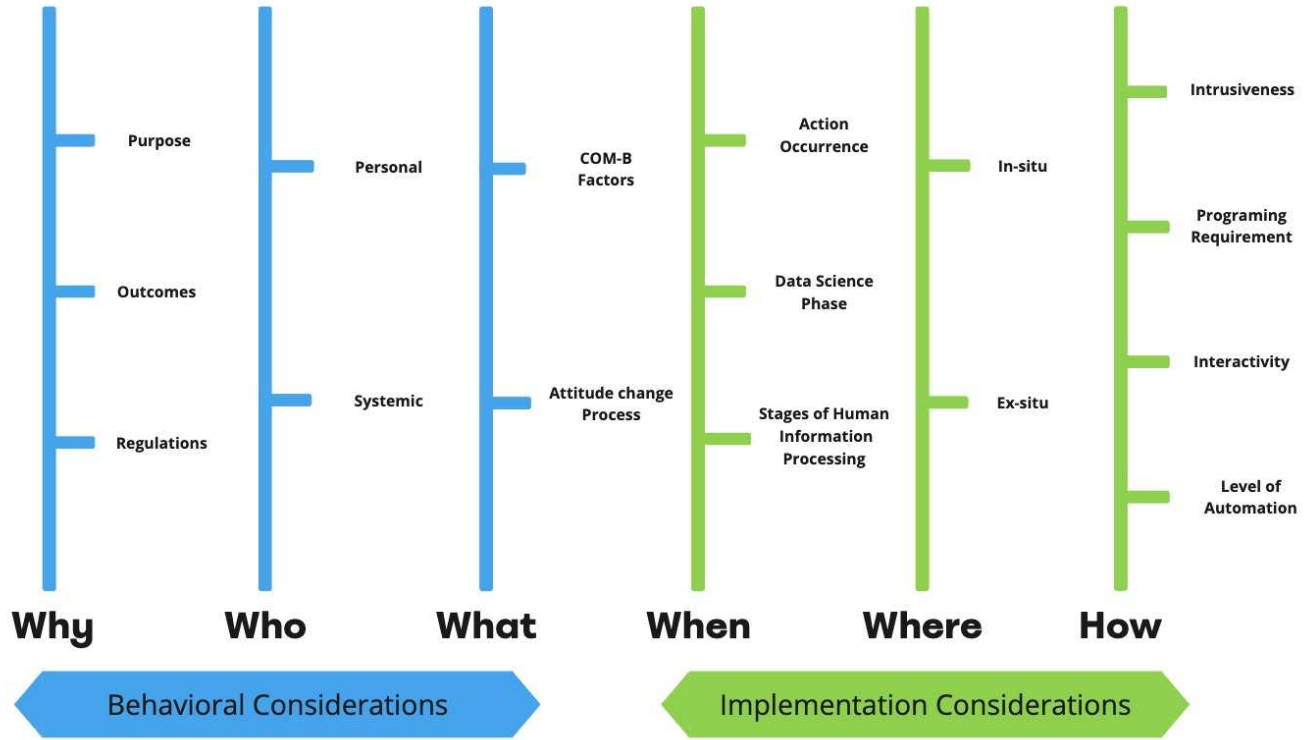 Purpose
Outcomes
Regulations
Why
Personal
Systemic
Who
COM-B
Factors
Attitude change
Process
What
Action
Occurrence
Data Science
Phase
Stages of Human
Information
Processing
When
In-situ
Ex-situ
Where
Intrusiveness
Programing
Requirement
Interactivity
Level of
Automation
How
Behavioral Considerations
Implementation Considerations